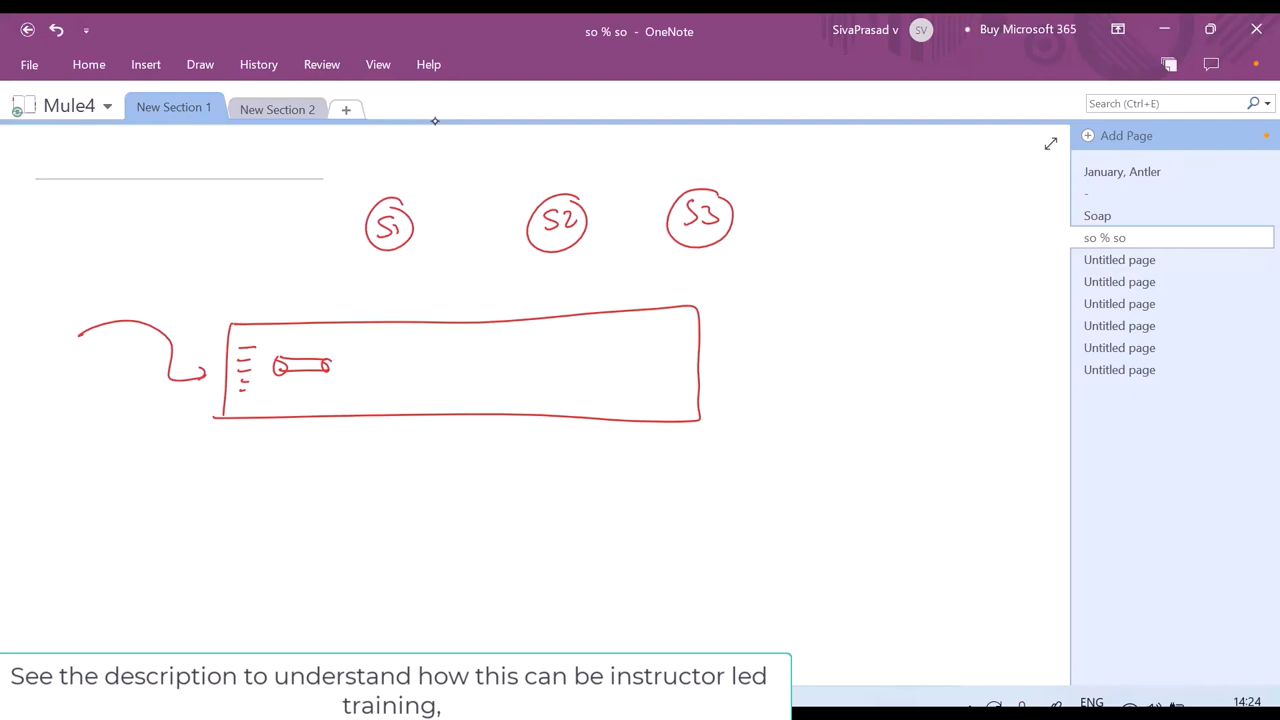 so % so - OneNote
SivaPrasad v
SV
Buy Microsoft 365
File
Home
Insert
Draw
History
Review
View
Help
Mule4
New Section 1
New Section 2
+
Search (Ctrl+E)
Add Page
January, Antler
-
Soap
so % so
Untitled page
Untitled page
Untitled page
Untitled page
Untitled page
Untitled page
S1
S2
S3
See the description to understand how this can be instructor led
training,
ENG
14:24